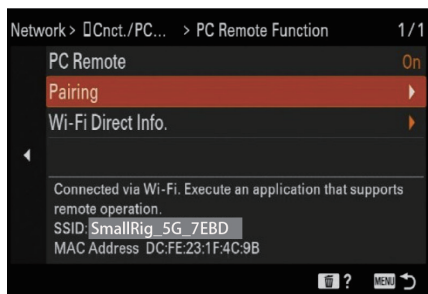 Network> ▯Cnct./PC... > PC Remote Function 1/1
PC Remote On
Pairing
Wi-Fi Direct Info.
Connected via Wi-Fi. Execute an application that supports
remote operation.
SSID: SmallRig_5G_7EBD
MAC Address DC:FE:23:1F:4C:9B
? MENU